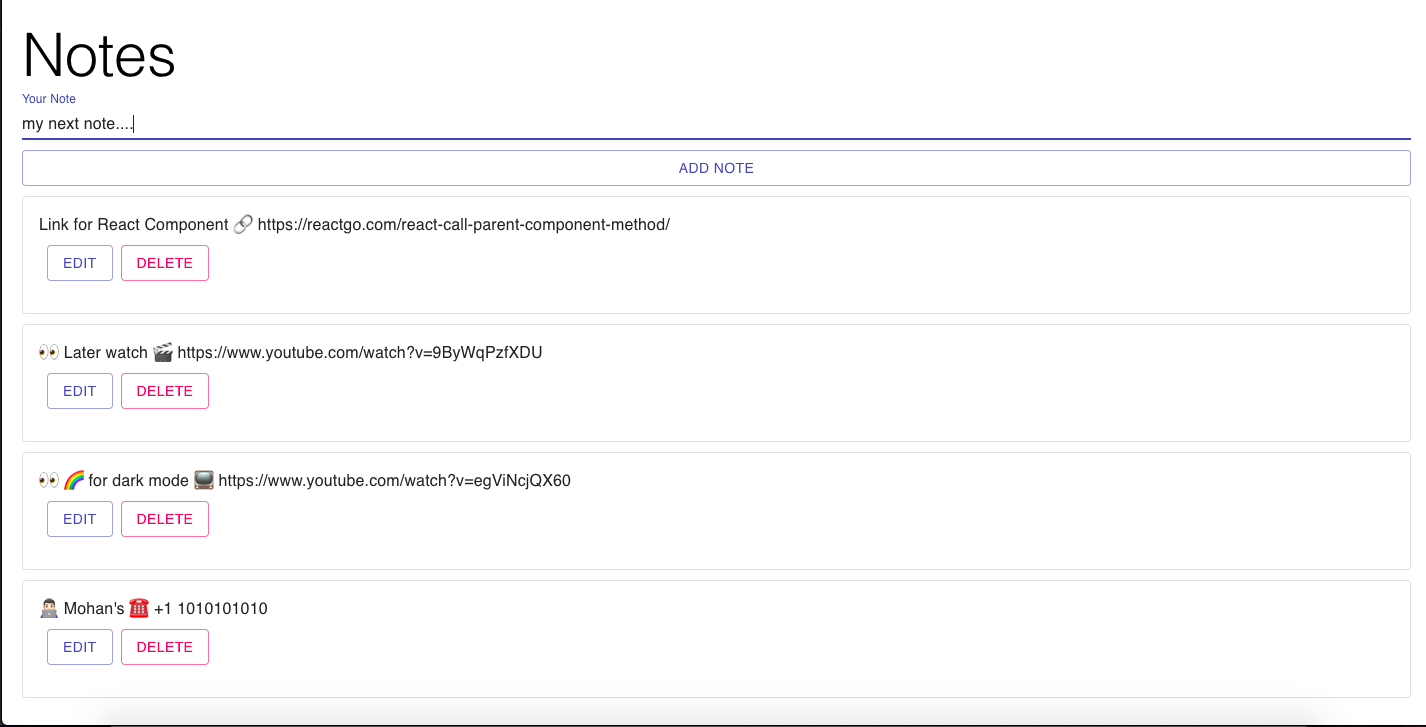 Notes
Your Note
my next note....
ADD NOTE
Link for React Component 🔗 https://reactgo.com/react-call-parent-component-method/
EDIT DELETE
👀 Later watch 🎬 https://www.youtube.com/watch?v=9ByWqPzfXDU
EDIT DELETE
👀 🌈 for dark mode 📺 https://www.youtube.com/watch?v=egViNcjQX60
EDIT DELETE
👨🏻‍💻 Mohan's ☎️ +1 1010101010
EDIT DELETE